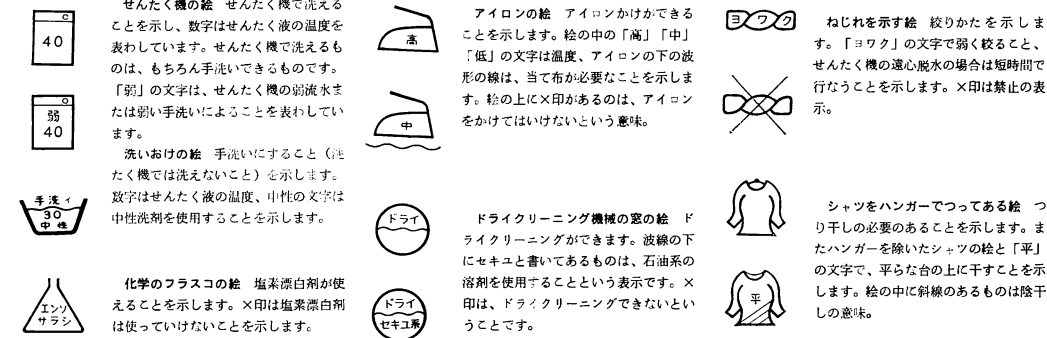 40
せんたく機の絵　せんたく機で洗える
ことを示し、数字はせんたく液の温度を
表わしています。せんたく機で洗えるも
のは、もちろん手洗いできるものです。
弱
40
「弱」の文字は、せんたく機の弱流水ま
たは弱い手洗いによることを表わしてい
ます。
手洗イ
30
中性
洗いおけの絵　手洗いにすること（洗
たく機では洗えないこと）を示します。
数字はせんたく液の温度、中性の文字は
中性洗剤を使用することを示します。
エンソ
サラシ
化学のフラスコの絵　塩素漂白剤が使
えることを示します。×印は塩素漂白剤
は使っていけないことを示します。
高
中
アイロンの絵　アイロンかけができる
ことを示します。絵の中の「高」「中」
「低」の文字は温度、アイロンの下の波
形の線は、当て布が必要なことを示しま
す。絵の上に×印があるのは、アイロン
をかけてはいけないという意味。
ドライ
ドライ
セキユ系
ドライクリーニング機械の窓の絵　ド
ライクリーニングができます。波線の下
にセキユと書いてあるものは、石油系の
溶剤を使用することという表示です。×
印は、ドライクリーニングできないとい
うことです。
ヨワク
ねじれを示す絵　絞りかたを示しま
す。「ヨワク」の文字で弱く絞ること、
せんたく機の遠心脱水の場合は短時間で
行なうことを示します。×印は禁止の表
示。
平
シャツをハンガーでつってある絵　つ
り干しの必要のあることを示します。ま
たハンガーを除いたシャツの絵と「平」
の文字で、平らな台の上に干すことを示
します。絵の中に斜線のあるものは陰干
しの意味。